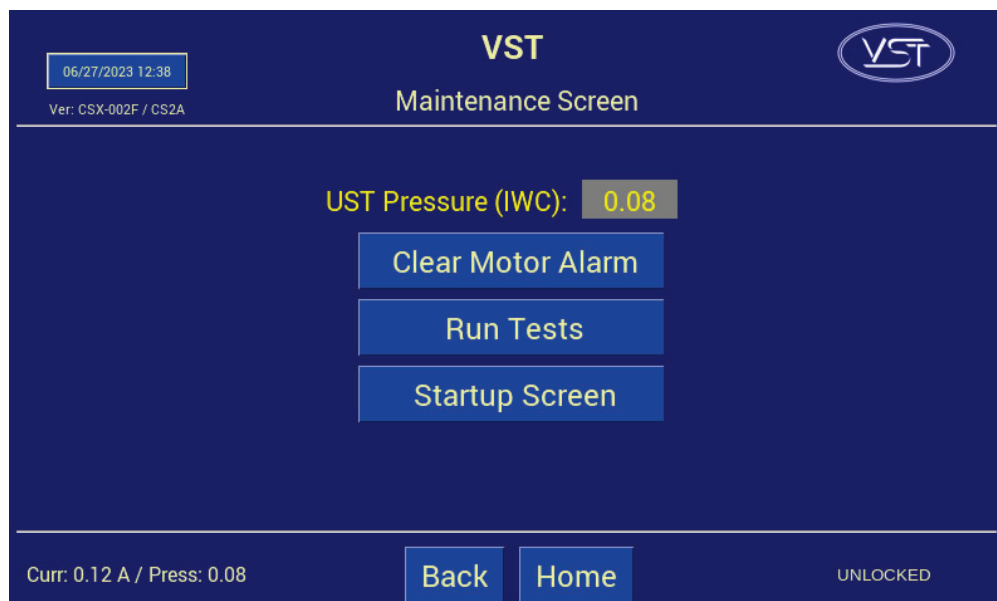 VST
VST
06/27/2023 12:38
Ver: CSX-002F / CS2A
Maintenance Screen
UST Pressure (IWC): 0.08
Clear Motor Alarm
Run Tests
Startup Screen
Curr: 0.12 A / Press: 0.08
Back
Home
UNLOCKED